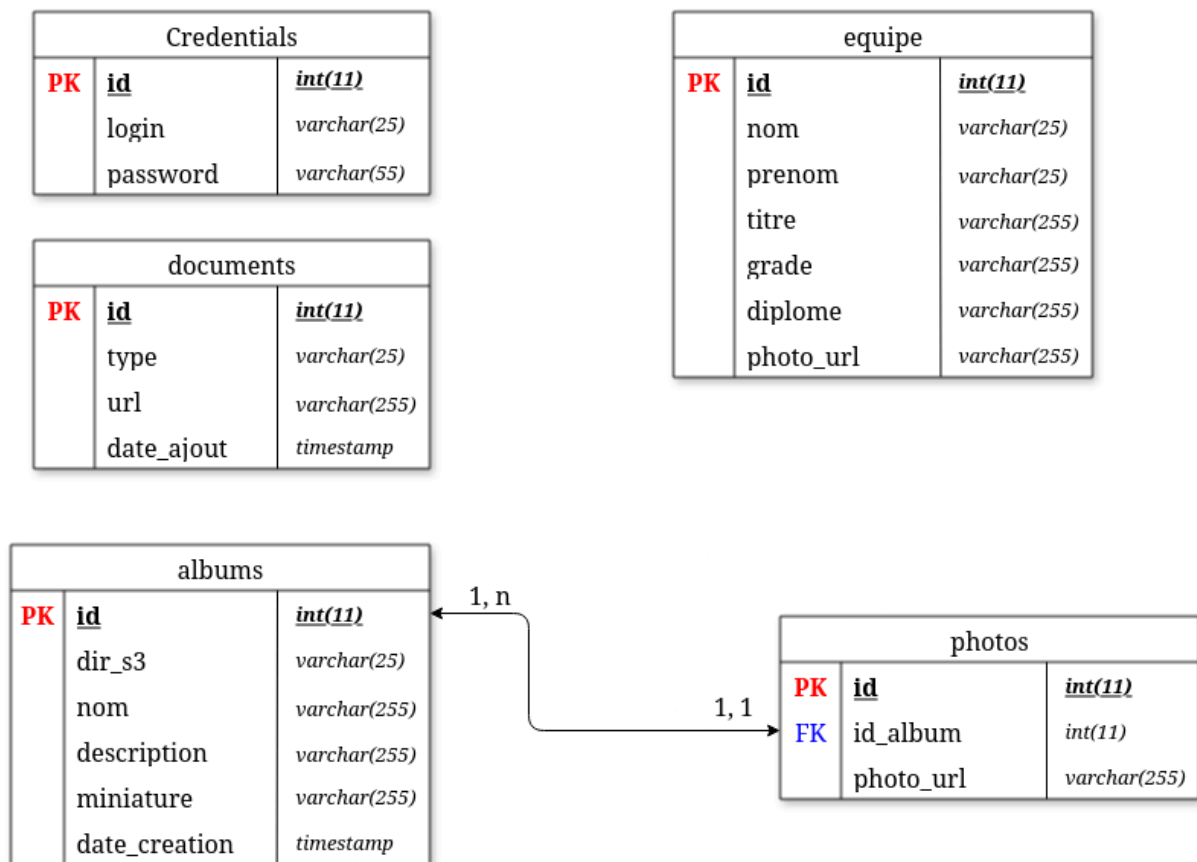 Credentials
PK id int(11)
login varchar(25)
password varchar(55)
equipe
PK id int(11)
nom varchar(25)
prenom varchar(25)
titre varchar(255)
grade varchar(255)
diplome varchar(255)
photo_url varchar(255)
documents
PK id int(11)
type varchar(25)
url varchar(255)
date_ajout timestamp
albums
PK id int(11)
dir_s3 varchar(25)
nom varchar(255)
description varchar(255)
miniature varchar(255)
date_creation timestamp
1, n
1, 1
photos
PK id int(11)
FK id_album int(11)
photo_url varchar(255)